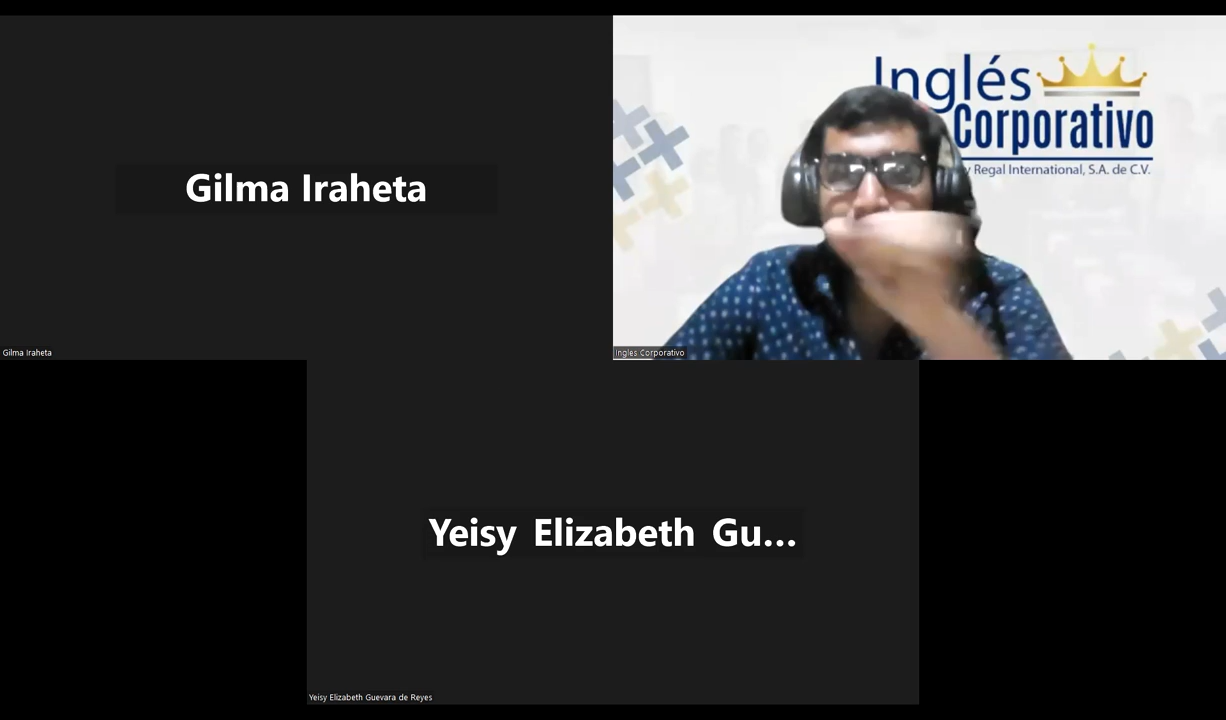 Gilma Iraheta
Gilma Iraheta
Inglés
Corporativo
y Regal International, S.A. de C.V.
Ingles Corporativo
Yeisy Elizabeth Gu...
Yeisy Elizabeth Guevara de Reyes